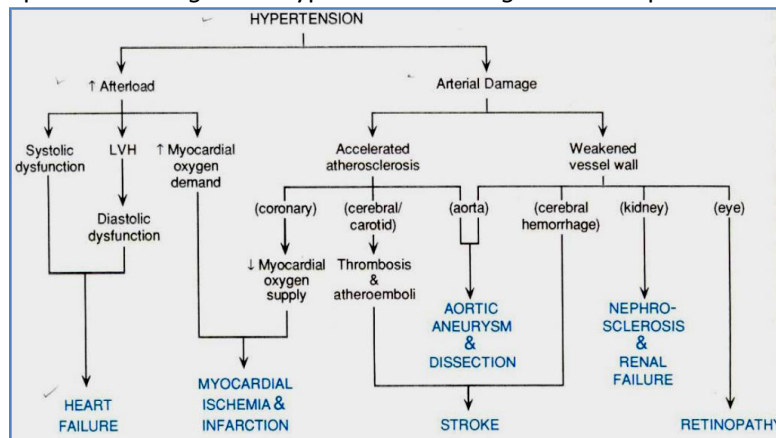 HYPERTENSION
↑ Afterload
Arterial Damage
Systolic
dysfunction
LVH
↑ Myocardial
oxygen
demand
Accelerated
atherosclerosis
Weakened
vessel wall
Diastolic
dysfunction
(coronary)
(cerebral/
carotid)
(aorta)
(cerebral
hemorrhage)
(kidney)
(eye)
↓ Myocardial
oxygen
supply
Thrombosis
&
atheroemboli
AORTIC
ANEURYSM
&
DISSECTION
NEPHRO-
SCLEROSIS
&
RENAL
FAILURE
HEART
FAILURE
MYOCARDIAL
ISCHEMIA &
INFARCTION
STROKE
RETINOPATHY